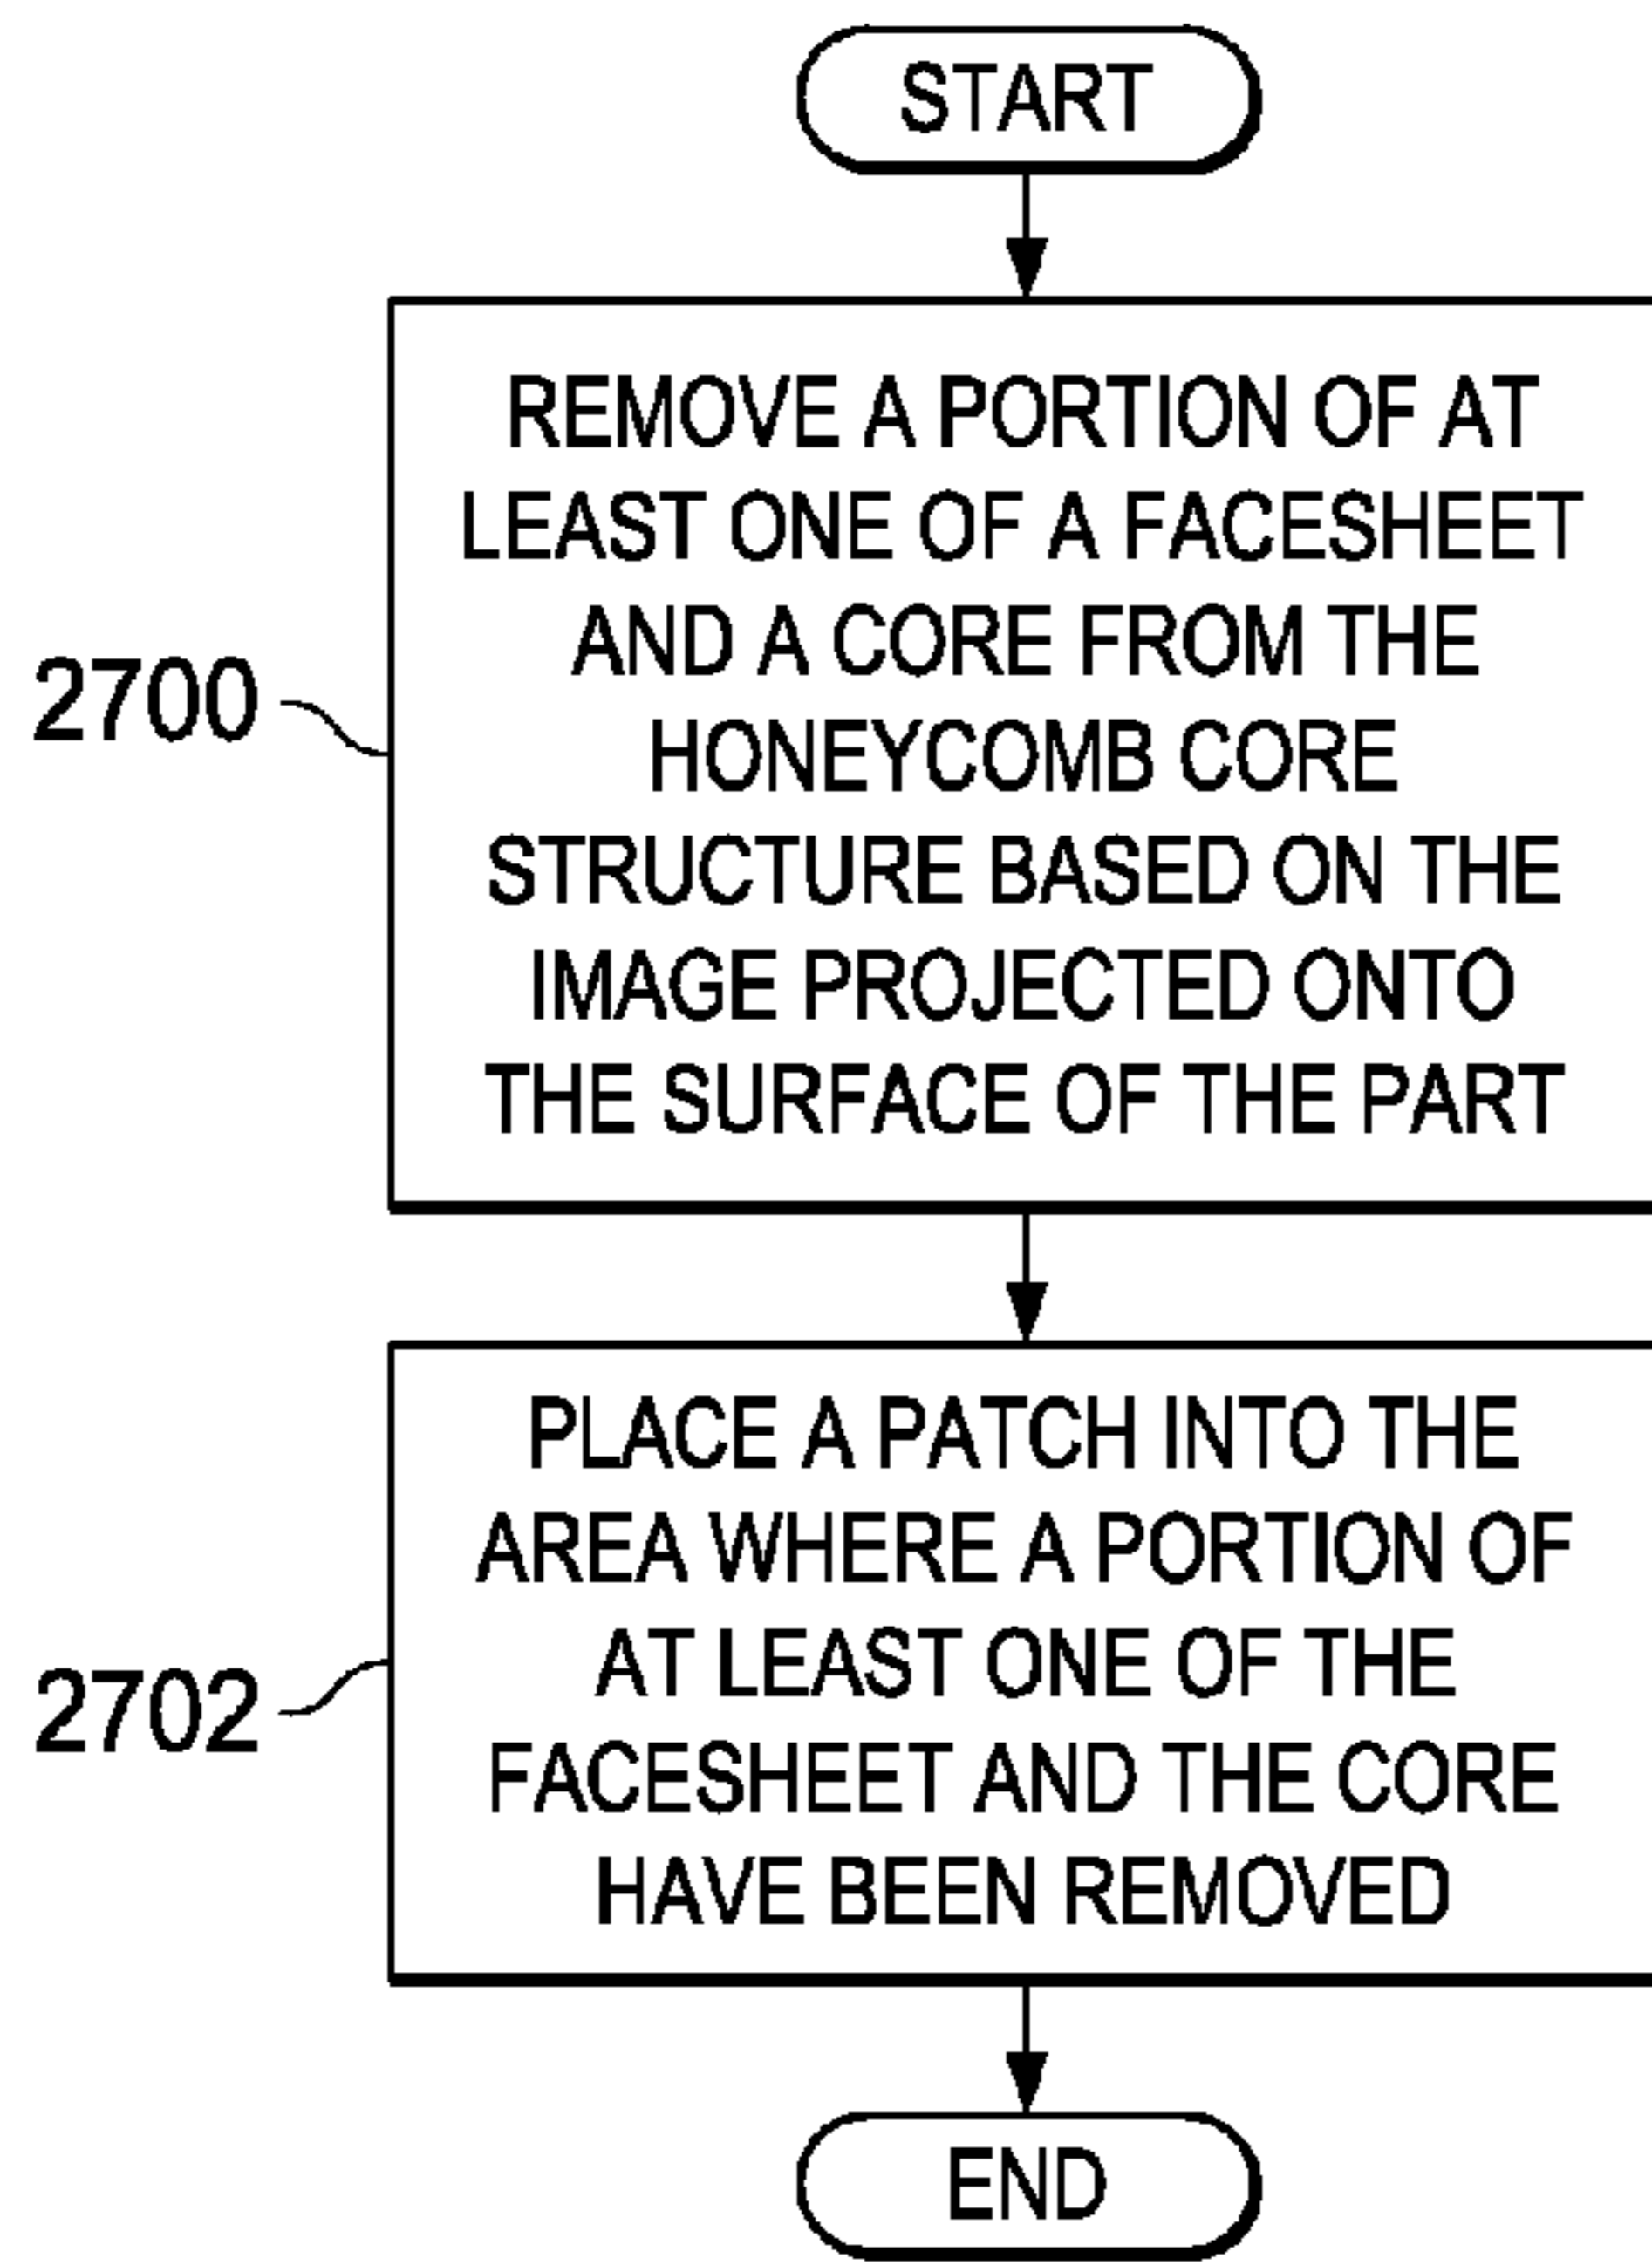 START
REMOVE A PORTION OF AT
LEAST ONE OF A FACESHEET
AND A CORE FROM THE
HONEYCOMB CORE
STRUCTURE BASED ON THE
IMAGE PROJECTED ONTO
THE SURFACE OF THE PART
2700
PLACE A PATCH INTO THE
AREA WHERE A PORTION OF
AT LEAST ONE OF THE
FACESHEET AND THE CORE
HAVE BEEN REMOVED
2702
END